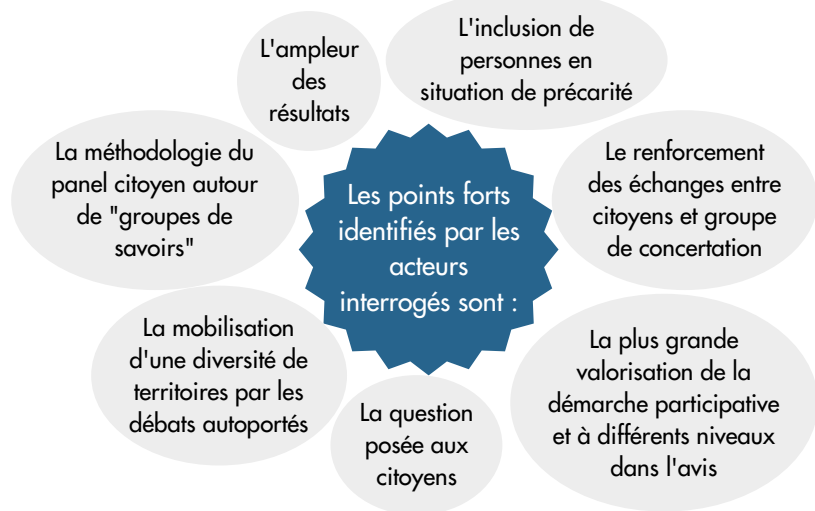 Les points forts
identifiés par les
acteurs
interrogés sont :
L'ampleur
des
résultats
L'inclusion de
personnes en
situation de précarité
Le renforcement
des échanges entre
citoyens et groupe
de concertation
La plus grande
valorisation de la
démarche participative
et à différents niveaux
dans l'avis
La question
posée aux
citoyens
La mobilisation
d'une diversité de
territoires par les
débats autoportés
La méthodologie du
panel citoyen autour
de "groupes de
savoirs"